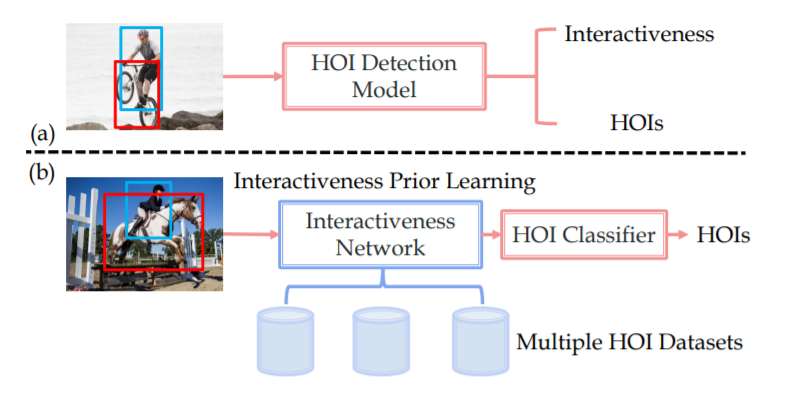 HOI Detection
Model
Interactiveness
HOIs
(a)
(b)
Interactiveness Prior Learning
Interactiveness
Network
HOI Classifier
HOIs
Multiple HOI Datasets